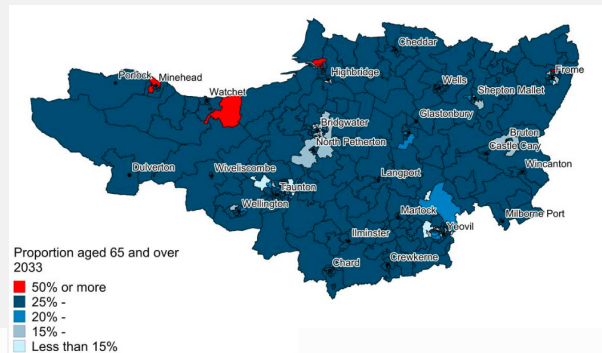 Cheddar
Porlock
Minehead
Highbridge
Wells
Frome
Shepton Mallet
Watchet
Glastonbury
Bridgwater
Bruton
North Petherton
Castle Cary
Dulverton
Wiveliscombe
Wincanton
Taunton
Langport
Wellington
Martock
Milborne Port
Yeovil
Ilminster
Chard
Crewkerne
Proportion aged 65 and over
2033
50% or more
25% -
20% -
15% -
Less than 15%